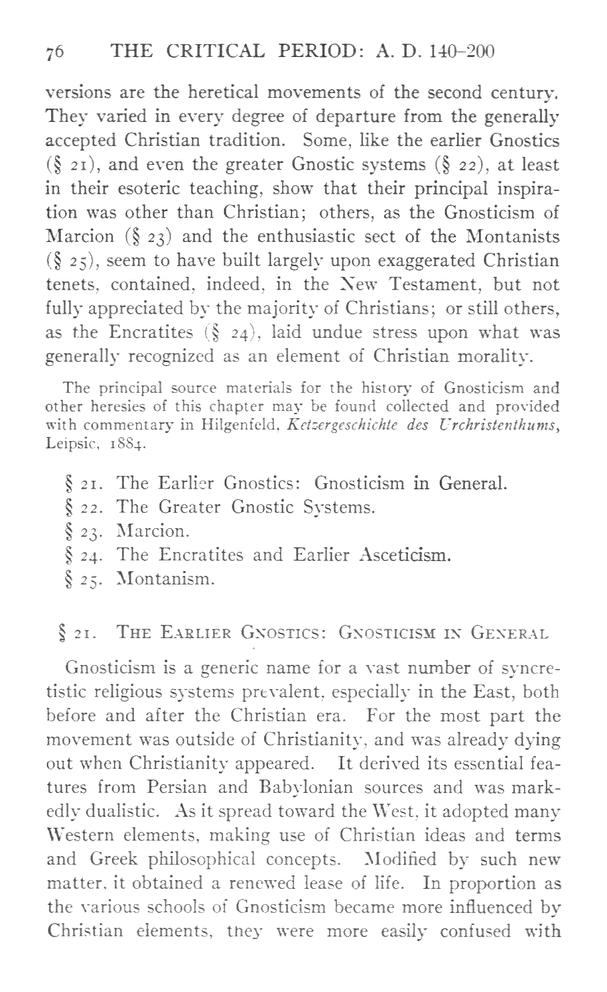 76 THE CRITICAL PERIOD: A. D. 140–200
versions are the heretical movements of the second century.
They varied in every degree of departure from the generally
accepted Christian tradition. Some, like the earlier Gnostics
(§ 21), and even the greater Gnostic systems (§ 22), at least
in their esoteric teaching, show that their principal inspira-
tion was other than Christian; others, as the Gnosticism of
Marcion (§ 23) and the enthusiastic sect of the Montanists
(§ 25), seem to have built largely upon exaggerated Christian
tenets, contained, indeed, in the New Testament, but not
fully appreciated by the majority of Christians; or still others,
as the Encratites (§ 24), laid undue stress upon what was
generally recognized as an element of Christian morality.
The principal source materials for the history of Gnosticism and
other heresies of this chapter may be found collected and provided
with commentary in Hilgenfeld, Ketzergeschichte des Urchristenthums,
Leipsic, 1884.
§ 21. The Earlier Gnostics: Gnosticism in General.
§ 22. The Greater Gnostic Systems.
§ 23. Marcion.
§ 24. The Encratites and Earlier Asceticism.
§ 25. Montanism.
§ 21. THE EARLIER GNOSTICS: GNOSTICISM IN GENERAL
Gnosticism is a generic name for a vast number of syncre-
tistic religious systems prevalent, especially in the East, both
before and after the Christian era. For the most part the
movement was outside of Christianity, and was already dying
out when Christianity appeared. It derived its essential fea-
tures from Persian and Babylonian sources and was mark-
edly dualistic. As it spread toward the West, it adopted many
Western elements, making use of Christian ideas and terms
and Greek philosophical concepts. Modified by such new
matter, it obtained a renewed lease of life. In proportion as
the various schools of Gnosticism became more influenced by
Christian elements, they were more easily confused with